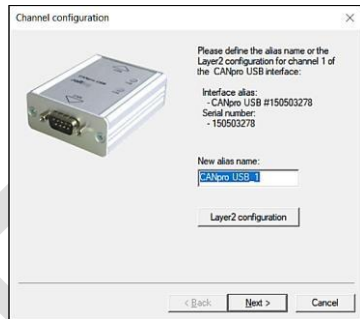 Channel configuration
Please define the alias name or the
Layer2 configuration for channel 1 of
the CANpro USB interface:
Interface alias:
- CANpro USB #150503278
Serial number:
- 150503278
New alias name:
CANpro USB_1
Layer2 configuration
< Back
Next >
Cancel